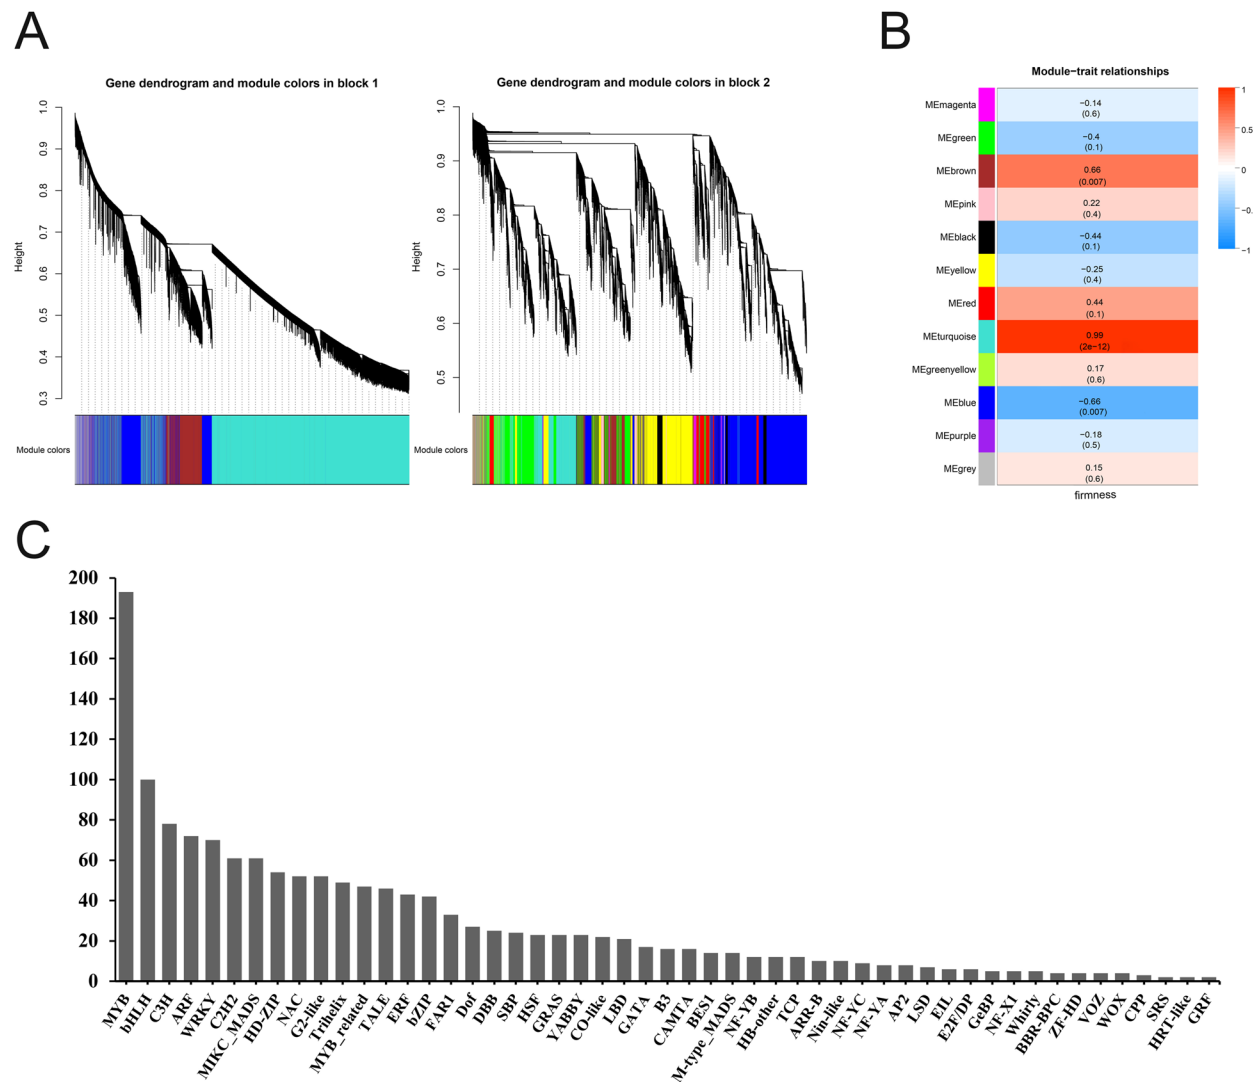 A
B
Gene dendrogram and module colors in block 1
Gene dendrogram and module colors in block 2
Height
1.0
0.9
0.8
0.7
0.6
0.5
0.4
0.3
Module colors
Height
1.0
0.9
0.8
0.7
0.6
0.5
Module colors
Module−trait relationships
MEmagenta
−0.14
(0.6)
MEgreen
−0.4
(0.1)
MEbrown
0.66
(0.007)
MEpink
0.22
(0.4)
MEblack
−0.44
(0.1)
MEyellow
−0.25
(0.4)
MEred
0.44
(0.1)
MEturquoise
0.99
(2e−12)
MEgreenyellow
0.17
(0.6)
MEblue
−0.66
(0.007)
MEpurple
−0.18
(0.5)
MEgrey
0.15
(0.6)
firmness
1
0.5
0
−0.5
−1
C
200
180
160
140
120
100
80
60
40
20
0
MYB
bHLH
C3H
ARF
WRKY
C2H2
MIKC_MADS
HD-ZIP
NAC
G2-like
Trihelix
MYB_related
TALE
ERF
bZIP
FAR1
Dof
DBB
SBP
HSF
GRAS
YABBY
CO-like
LBD
GATA
B3
CAMTA
BES1
M-type_MADS
NF-YB
HB-other
TCP
ARR-B
Nin-like
NF-YC
NF-YA
AP2
LSD
EIL
E2F/DP
GeBP
NF-X1
Whirly
BBR-BPC
ZF-HD
VOZ
WOX
CPP
SRS
HRT-like
GRF